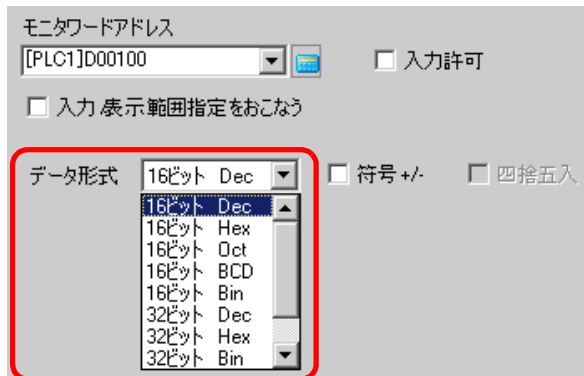 モニタワードアドレス
[PLC1]D00100
入力許可
入力・表示範囲指定をおこなう
データ形式 16ビット Dec 符号+/- 四捨五入
16ビット Dec
16ビット Hex
16ビット Oct
16ビット BCD
16ビット Bin
32ビット Dec
32ビット Hex
32ビット Bin